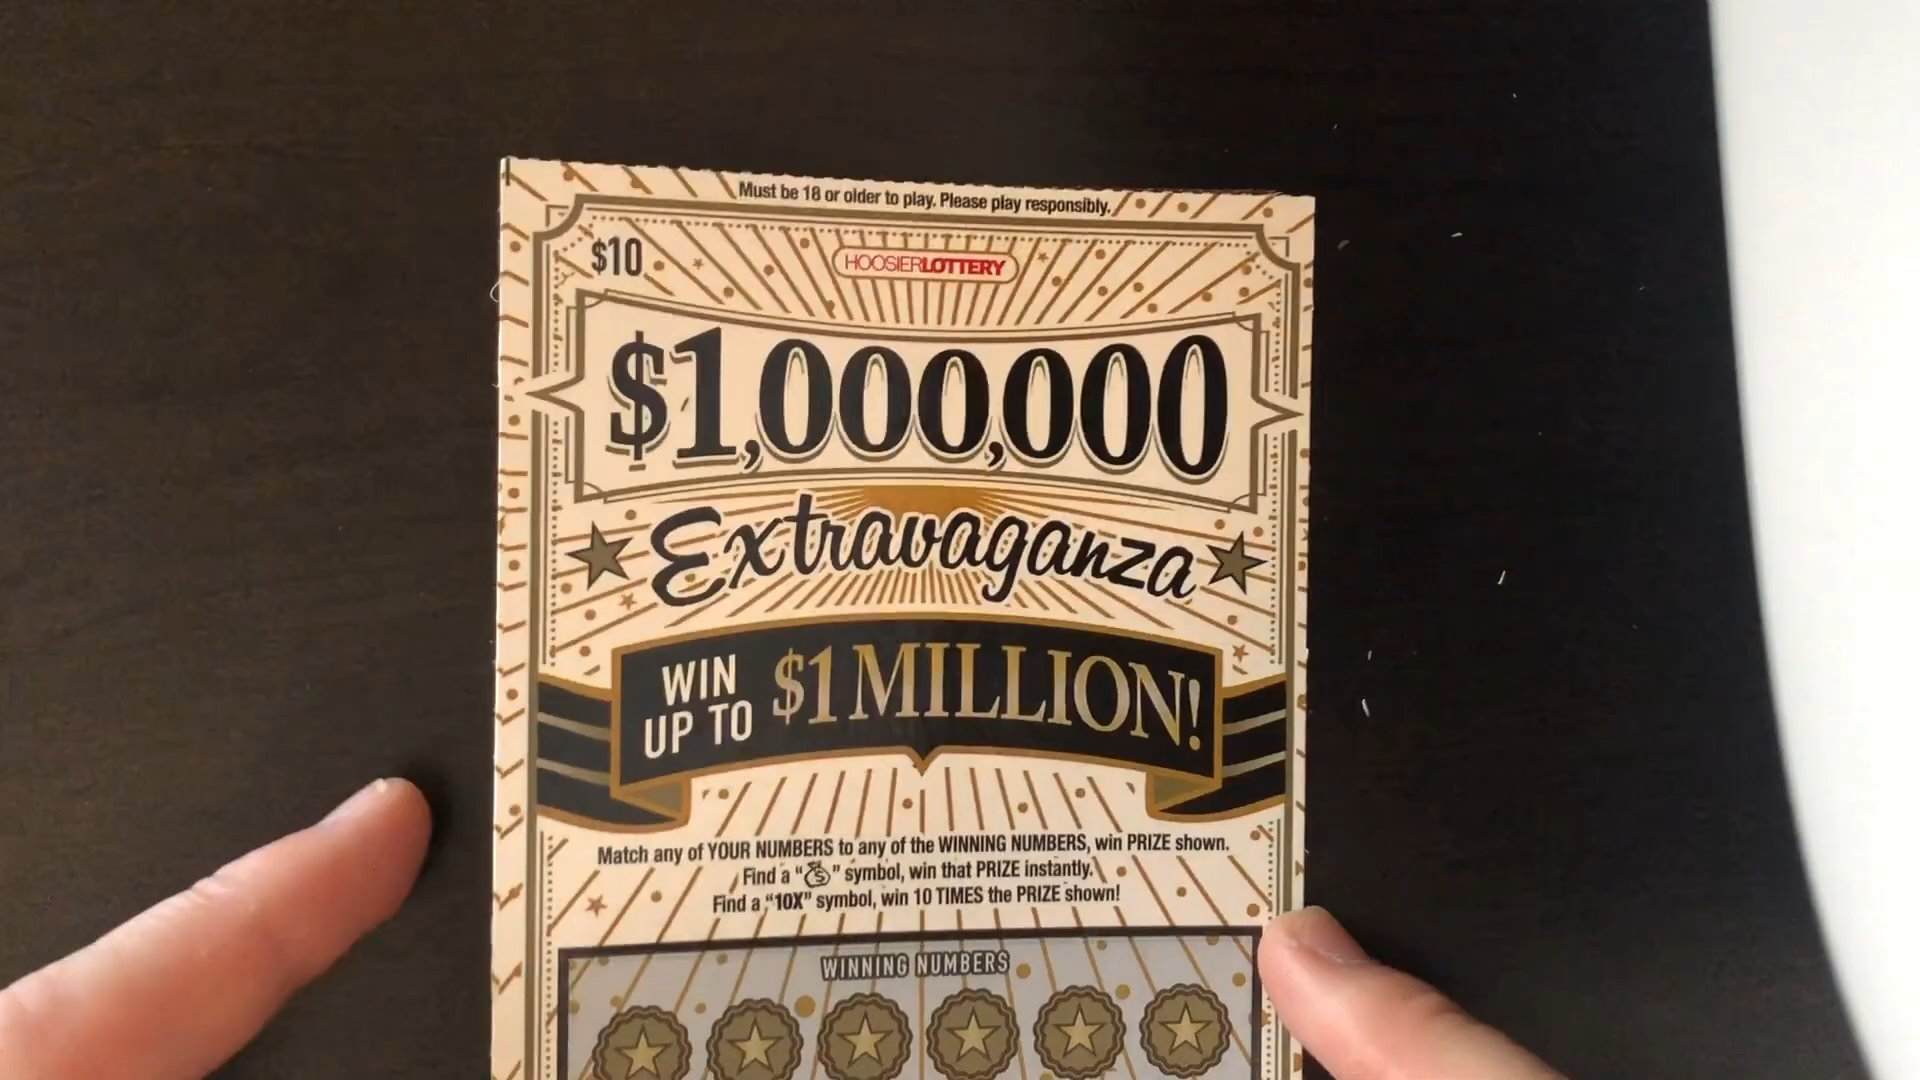 Must be 18 or older to play. Please play responsibly.
$10
HOOSIERLOTTERY
$1,000,000
Extravaganza
WIN UP TO $1 MILLION!
Match any of YOUR NUMBERS to any of the WINNING NUMBERS, win PRIZE shown.
Find a "$" symbol, win that PRIZE instantly.
Find a "10X" symbol, win 10 TIMES the PRIZE shown!
WINNING NUMBERS